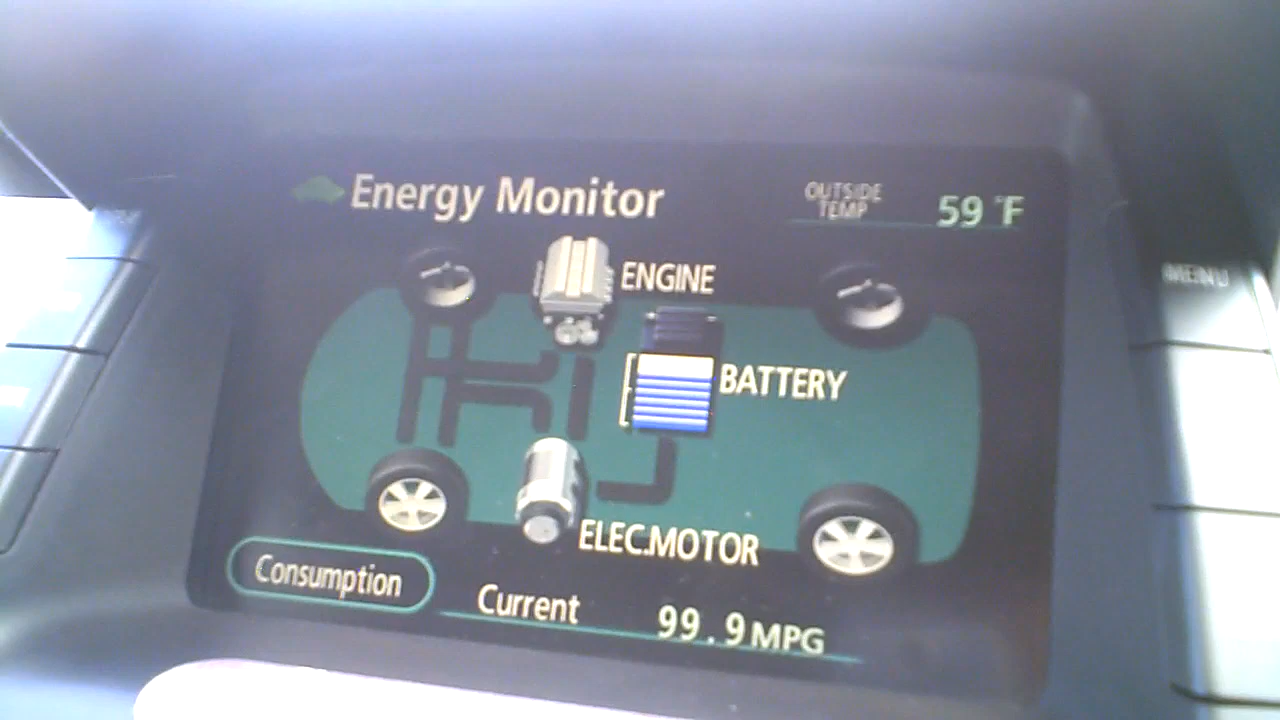 Energy Monitor
OUTSIDE
TEMP
59 °F
ENGINE
BATTERY
ELEC.MOTOR
Consumption
Current
99.9 MPG
MENU